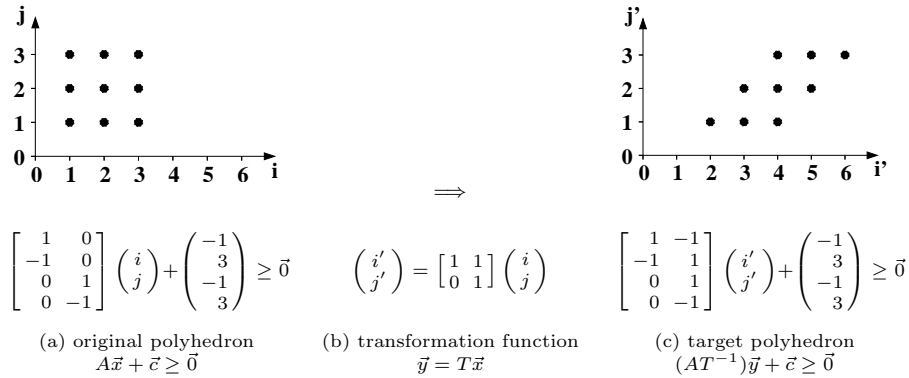 j
3
2
1
0
0 1 2 3 4 5 6
i
j'
3
2
1
0
0 1 2 3 4 5 6
i'
⟹
[ 1 0
−1 0
0 1
0 −1 ] ( i
j ) + ( −1
3
−1
3 ) ≥ 0⃗
( i′
j′ ) = [ 1 1
0 1 ] ( i
j )
[ 1 −1
−1 1
0 1
0 −1 ] ( i′
j′ ) + ( −1
3
−1
3 ) ≥ 0⃗
(a) original polyhedron
Ax⃗ + c⃗ ≥ 0⃗
(b) transformation function
y⃗ = Tx⃗
(c) target polyhedron
(AT⁻¹)y⃗ + c⃗ ≥ 0⃗